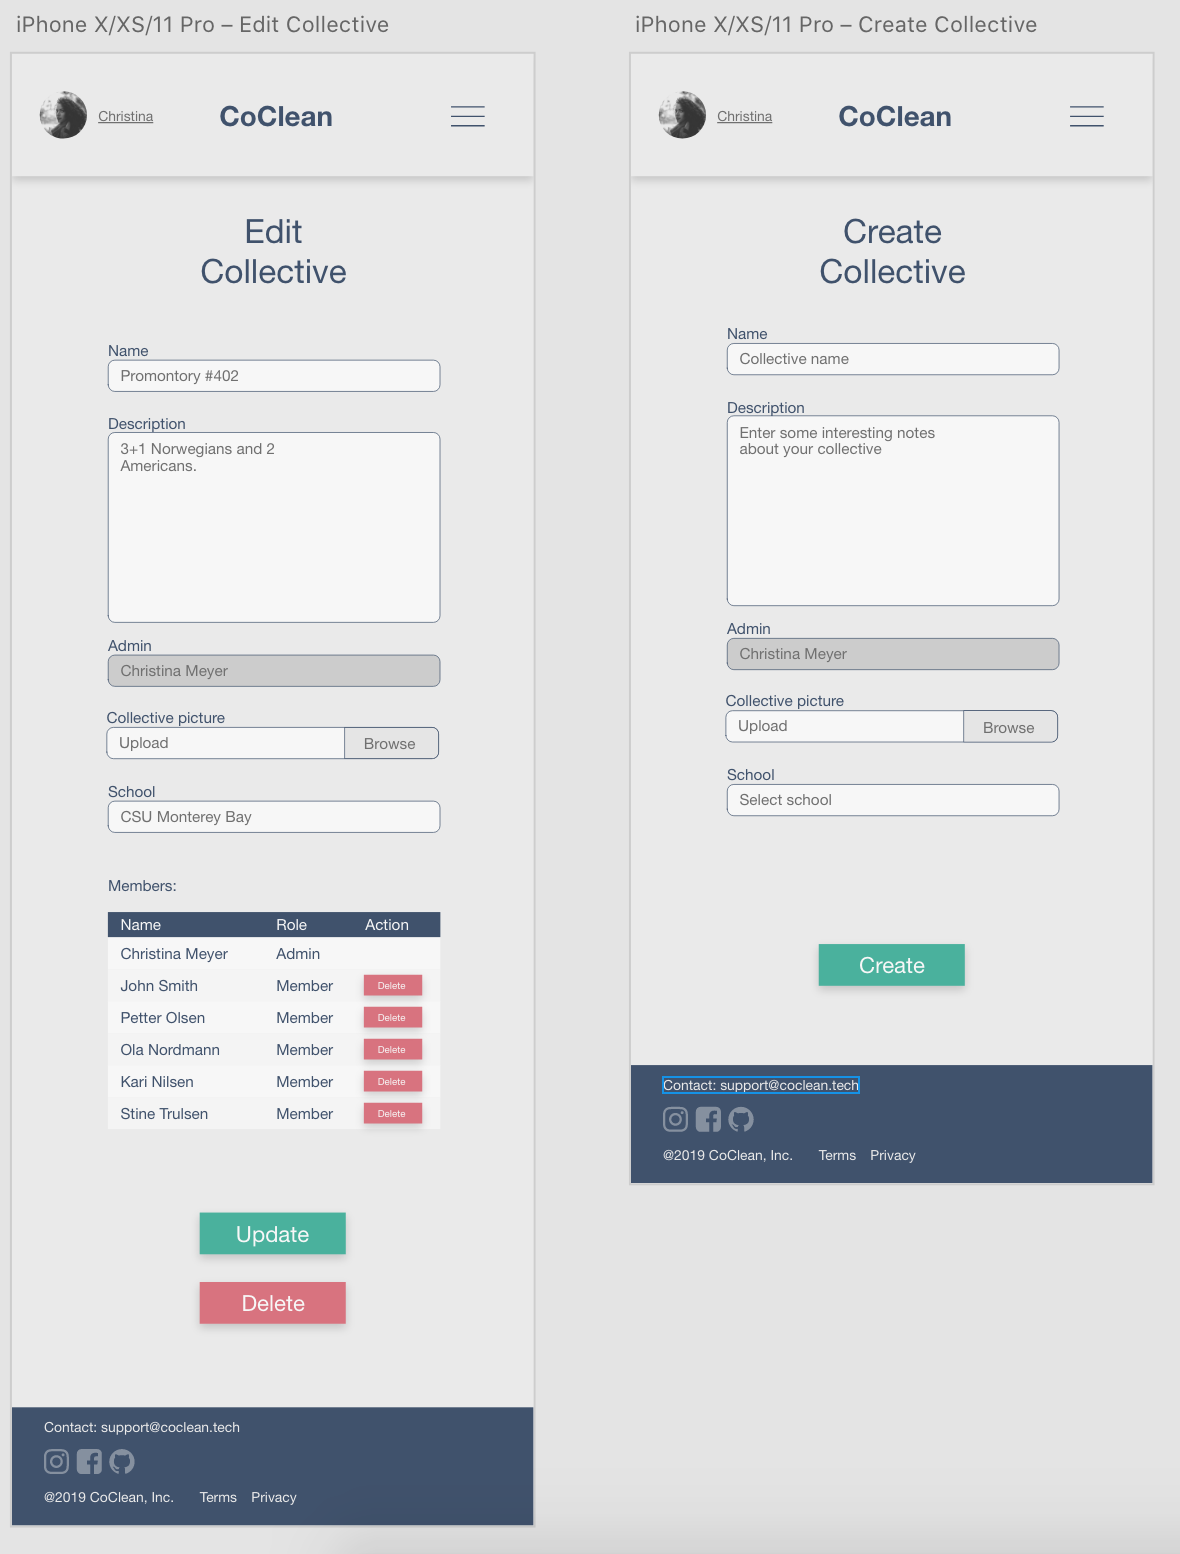 iPhone X/XS/11 Pro – Edit Collective
Christina
CoClean
Edit
Collective
Name
Promontory #402
Description
3+1 Norwegians and 2
Americans.
Admin
Christina Meyer
Collective picture
Upload
Browse
School
CSU Monterey Bay
Members:
Name Role Action
Christina Meyer Admin
John Smith Member Delete
Petter Olsen Member Delete
Ola Nordmann Member Delete
Kari Nilsen Member Delete
Stine Trulsen Member Delete
Update
Delete
Contact: support@coclean.tech
@2019 CoClean, Inc. Terms Privacy
iPhone X/XS/11 Pro – Create Collective
Christina
CoClean
Create
Collective
Name
Collective name
Description
Enter some interesting notes
about your collective
Admin
Christina Meyer
Collective picture
Upload
Browse
School
Select school
Create
Contact: support@coclean.tech
@2019 CoClean, Inc. Terms Privacy